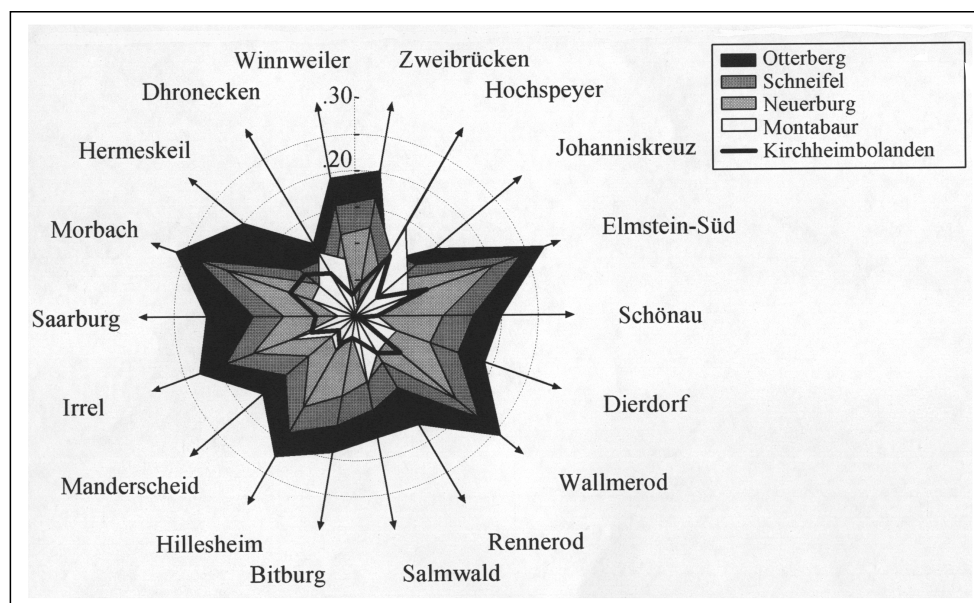 Winnweiler
Zweibrücken
Dhronecken
.30
Hochspeyer
Hermeskeil
.20
Johanniskreuz
Morbach
Elmstein-Süd
Saarburg
Schönau
Irrel
Dierdorf
Manderscheid
Wallmerod
Hillesheim
Rennerod
Bitburg
Salmwald
Otterberg
Schneifel
Neuerburg
Montabaur
Kirchheimbolanden